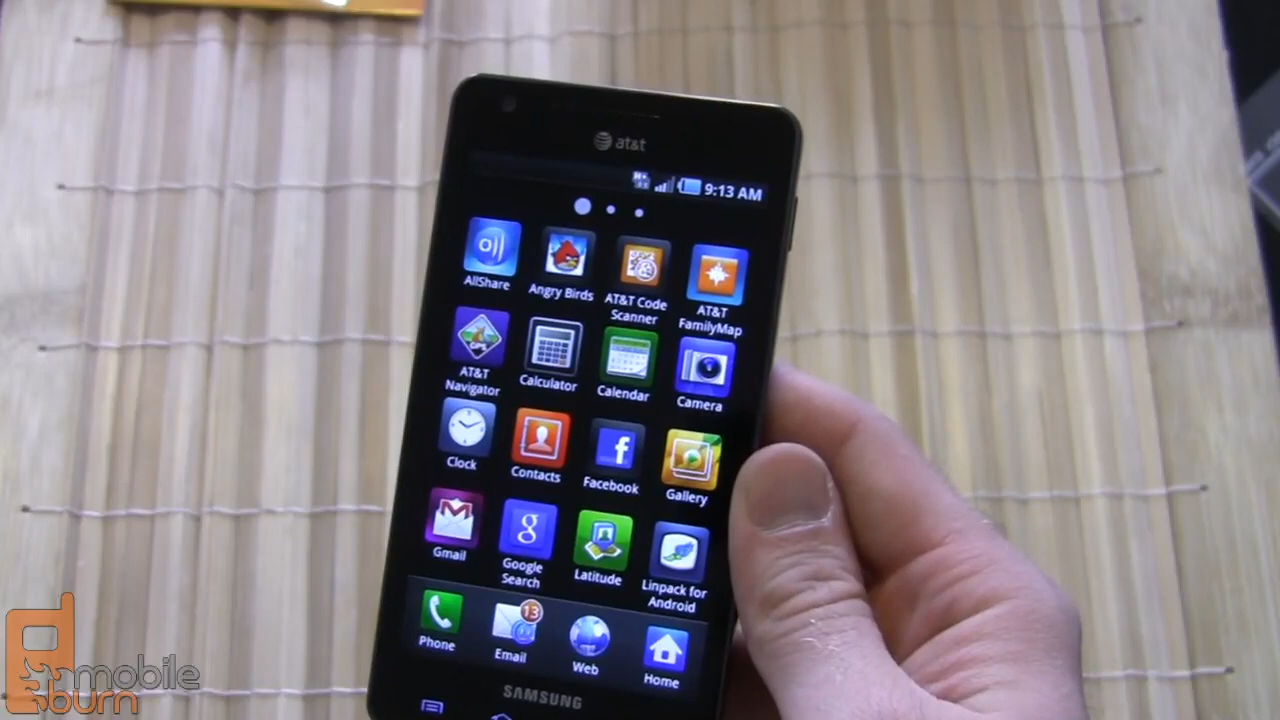 at&t
9:13 AM
AllShare
Angry Birds
AT&T Code
Scanner
AT&T
FamilyMap
GPS
AT&T
Navigator
Calculator
Calendar
Camera
Clock
Contacts
f
Facebook
Gallery
Gmail
g
Google
Search
Latitude
Linpack for
Android
Phone
13
Email
Web
Home
SAMSUNG
mobile
burn